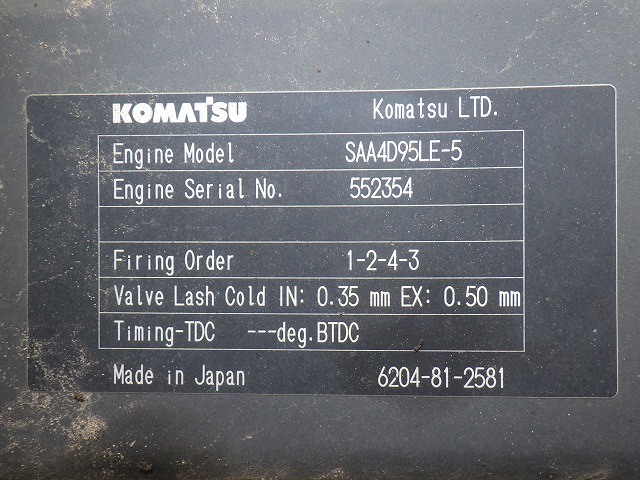 KOMATSU Komatsu LTD.
Engine Model SAA4D95LE-5
Engine Serial No. 552354
Firing Order 1-2-4-3
Valve Lash Cold IN: 0.35 mm EX: 0.50 mm
Timing-TDC ---deg.BTDC
Made in Japan 6204-81-2581